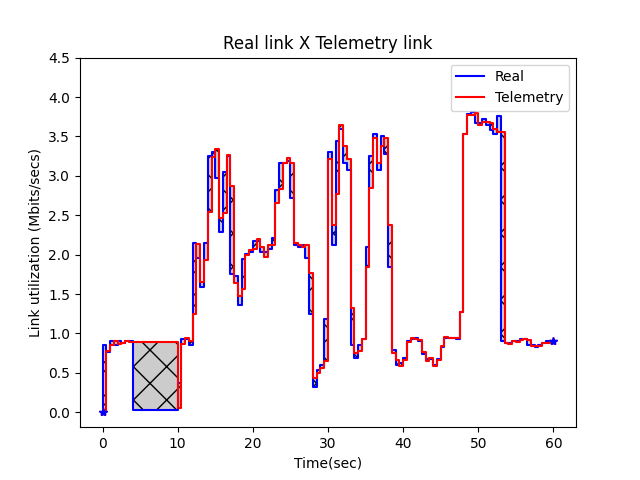 Real link X Telemetry link
Real
Telemetry
Link utilization (Mbits/secs)
4.5
4.0
3.5
3.0
2.5
2.0
1.5
1.0
0.5
0.0
0 10 20 30 40 50 60
Time(sec)